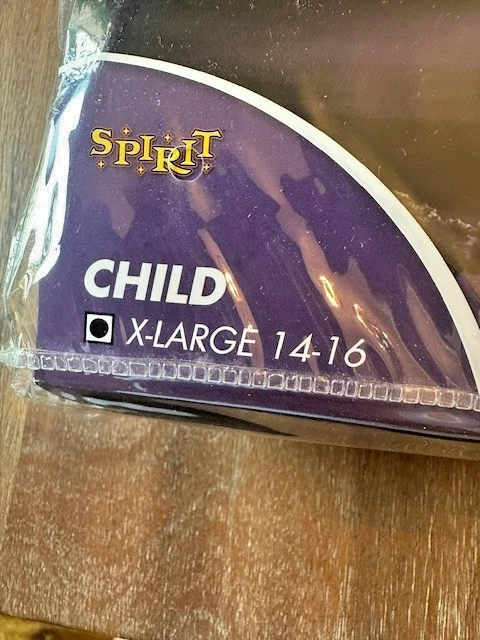 SPIRIT
CHILD
X-LARGE 14-16